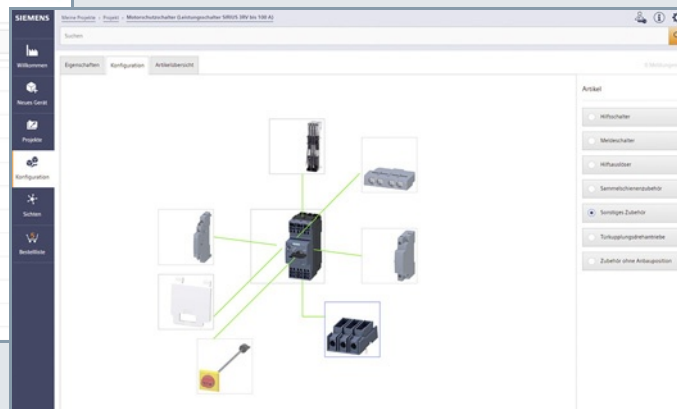 SIEMENS
Meine Projekte › Projekt › Motorschutzschalter (Leistungsschalter SIRIUS 3RV bis 100 A)
Suchen
Willkommen
Neues Gerät
Projekte
Konfiguration
Sichten
Bestellliste
Eigenschaften
Konfiguration
Artikelübersicht
Artikel
Hilfsschalter
Meldeschalter
Hilfsauslöser
Sammelschienenzubehör
Sonstiges Zubehör
Türkupplungsdrehantriebe
Zubehör ohne Anbauposition